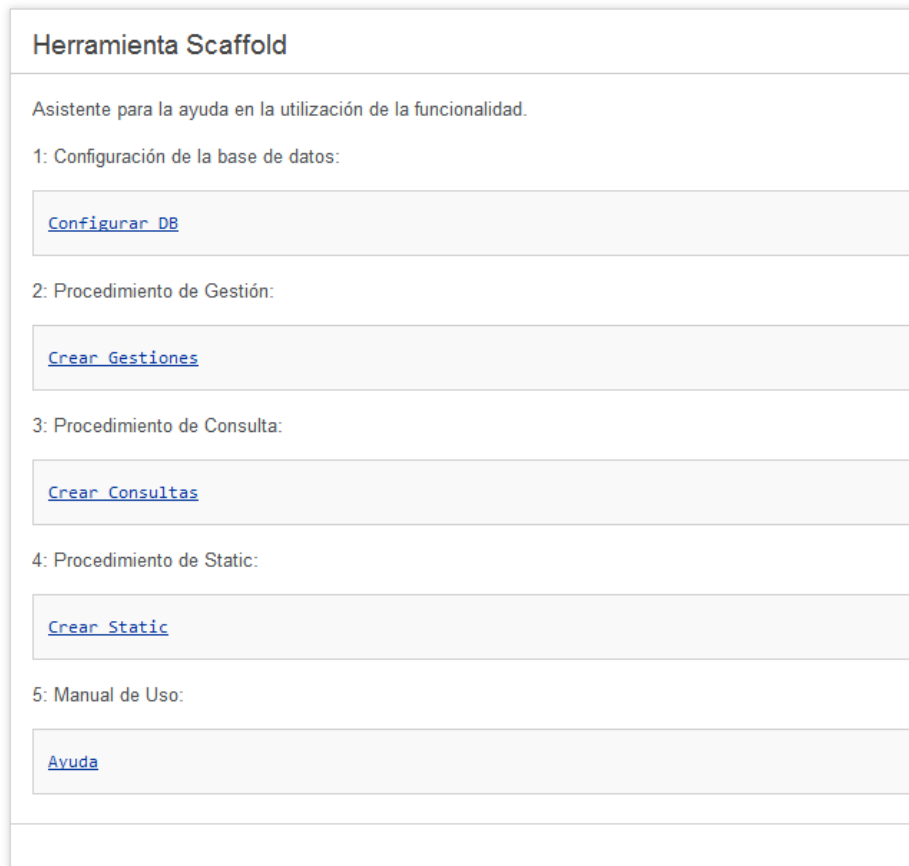 Herramienta Scaffold
Asistente para la ayuda en la utilización de la funcionalidad.
1: Configuración de la base de datos:
Configurar DB
2: Procedimiento de Gestión:
Crear Gestiones
3: Procedimiento de Consulta:
Crear Consultas
4: Procedimiento de Static:
Crear Static
5: Manual de Uso:
Ayuda